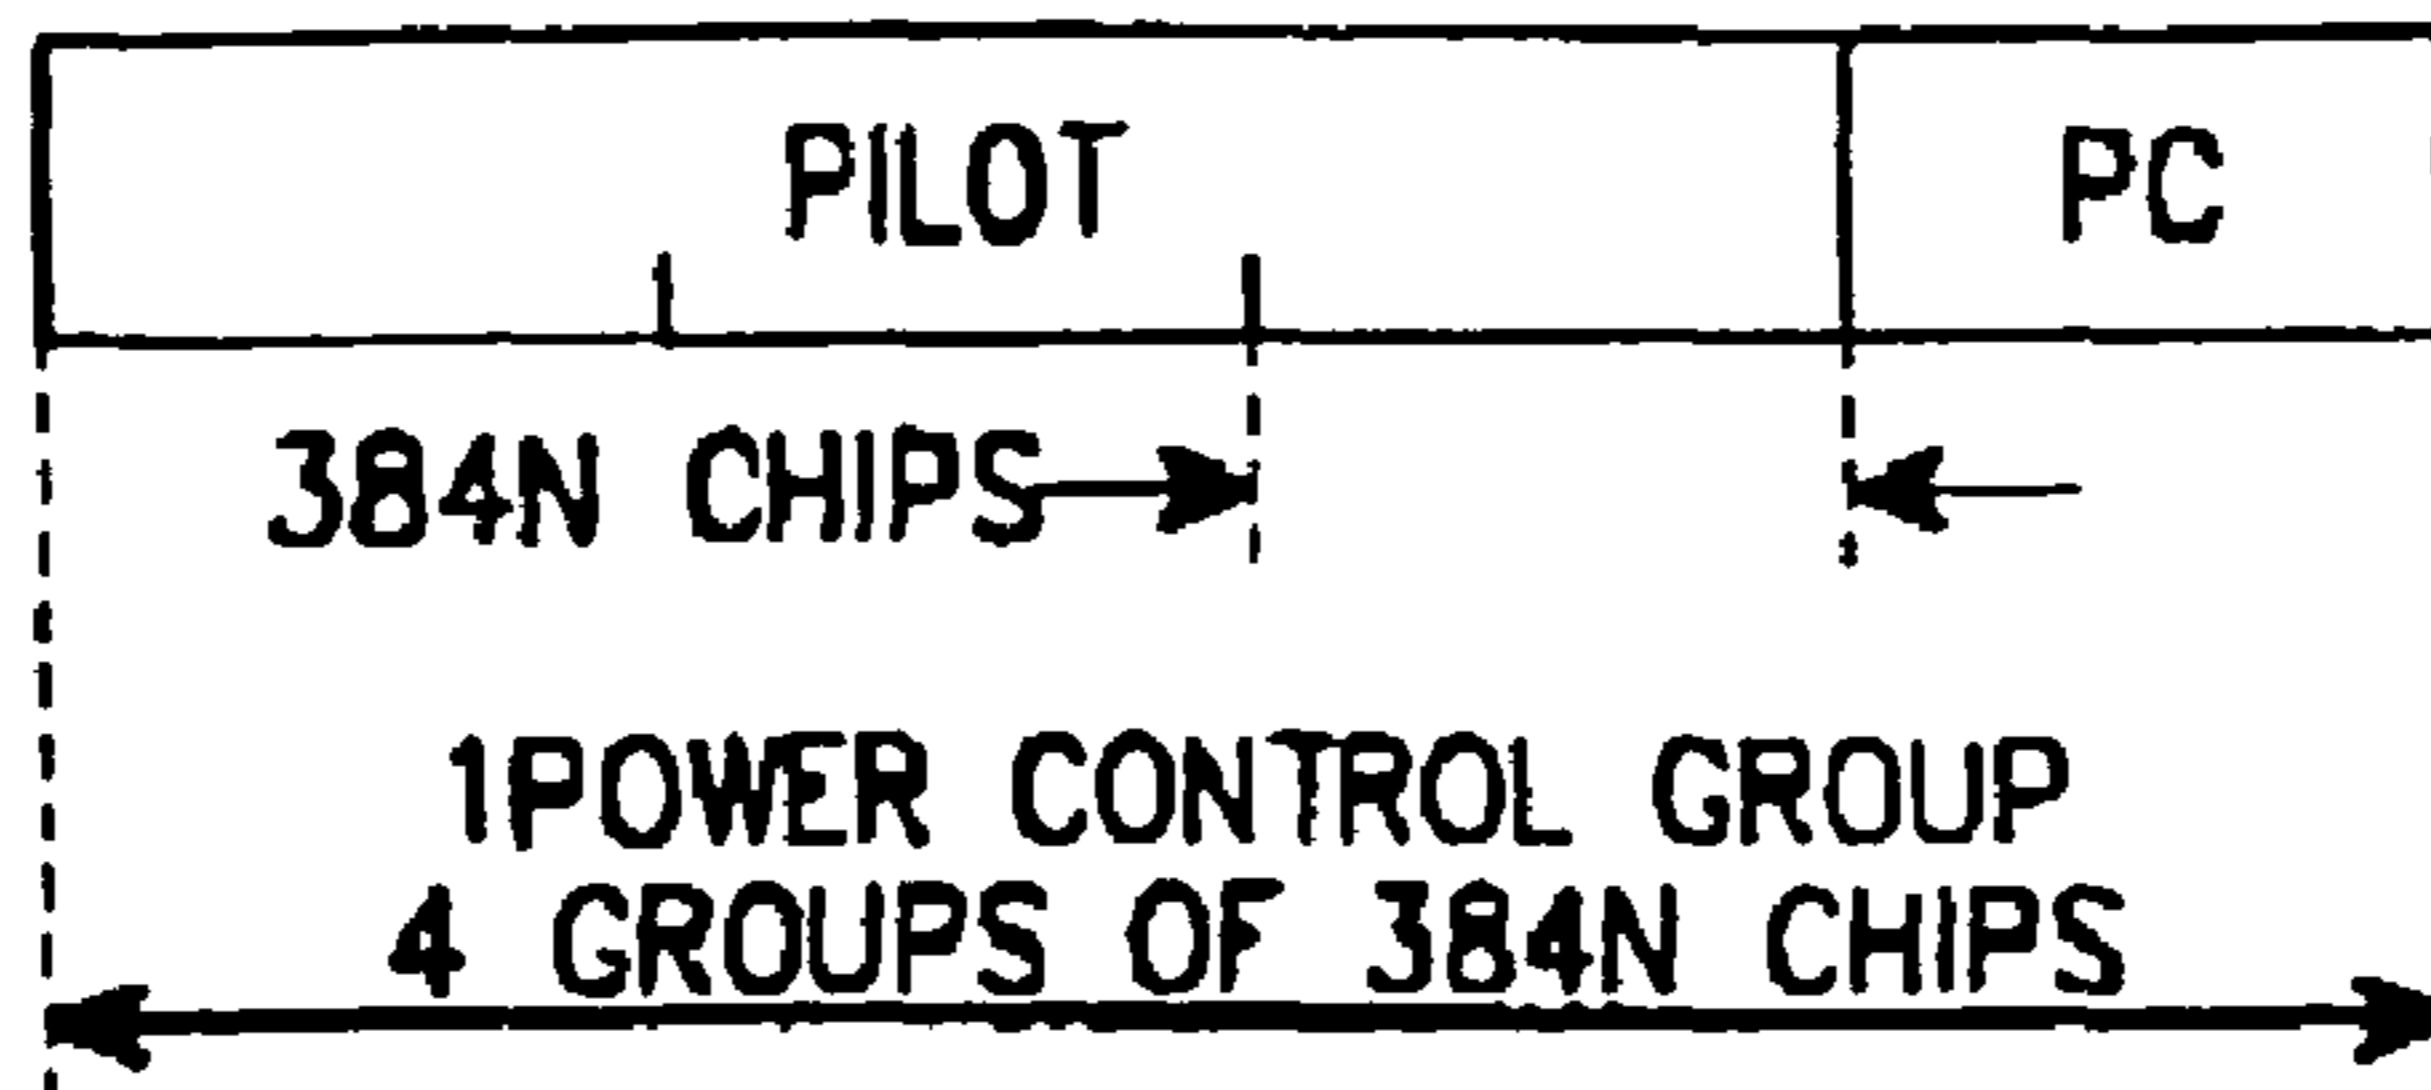 PILOT PC
384N CHIPS
1POWER CONTROL GROUP
4 GROUPS OF 384N CHIPS